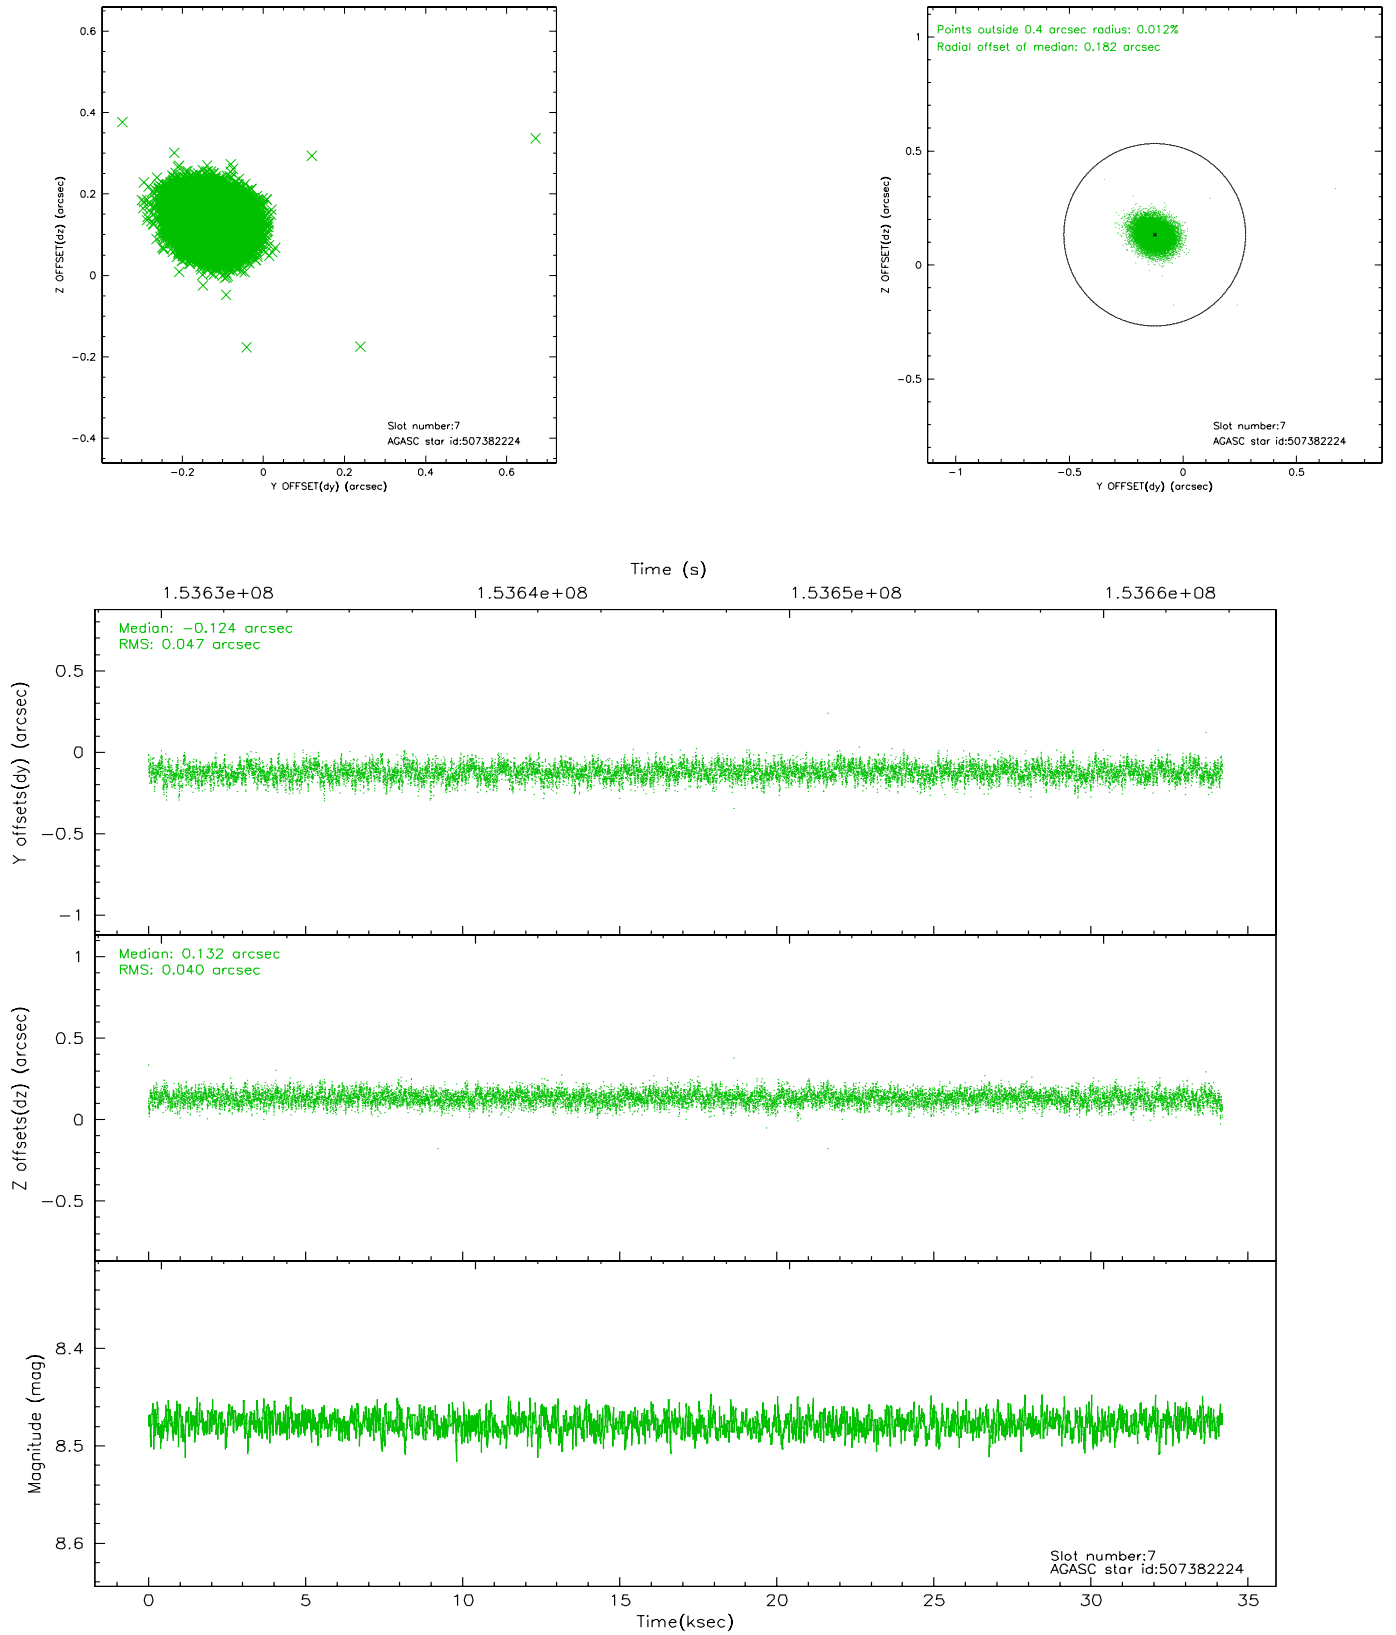 0.6
0.4
0.2
0
−0.2
−0.4
Z OFFSET(dz) (arcsec)
Slot number:7
AGASC star id:507382224
−0.2 0 0.2 0.4 0.6
Y OFFSET(dy) (arcsec)
Points outside 0.4 arcsec radius: 0.012%
Radial offset of median: 0.182 arcsec
1
0.5
0
−0.5
Z OFFSET(dz) (arcsec)
Slot number:7
AGASC star id:507382224
−1 −0.5 0 0.5
Y OFFSET(dy) (arcsec)
Time (s)
1.5363e+08 1.5364e+08 1.5365e+08 1.5366e+08
Median: −0.124 arcsec
RMS: 0.047 arcsec
0.5
0
−0.5
−1
Y offsets(dy) (arcsec)
Median: 0.132 arcsec
RMS: 0.040 arcsec
1
0.5
0
−0.5
Z offsets(dz) (arcsec)
8.4
8.5
8.6
Magnitude (mag)
Slot number:7
AGASC star id:507382224
0 5 10 15 20 25 30 35
Time(ksec)